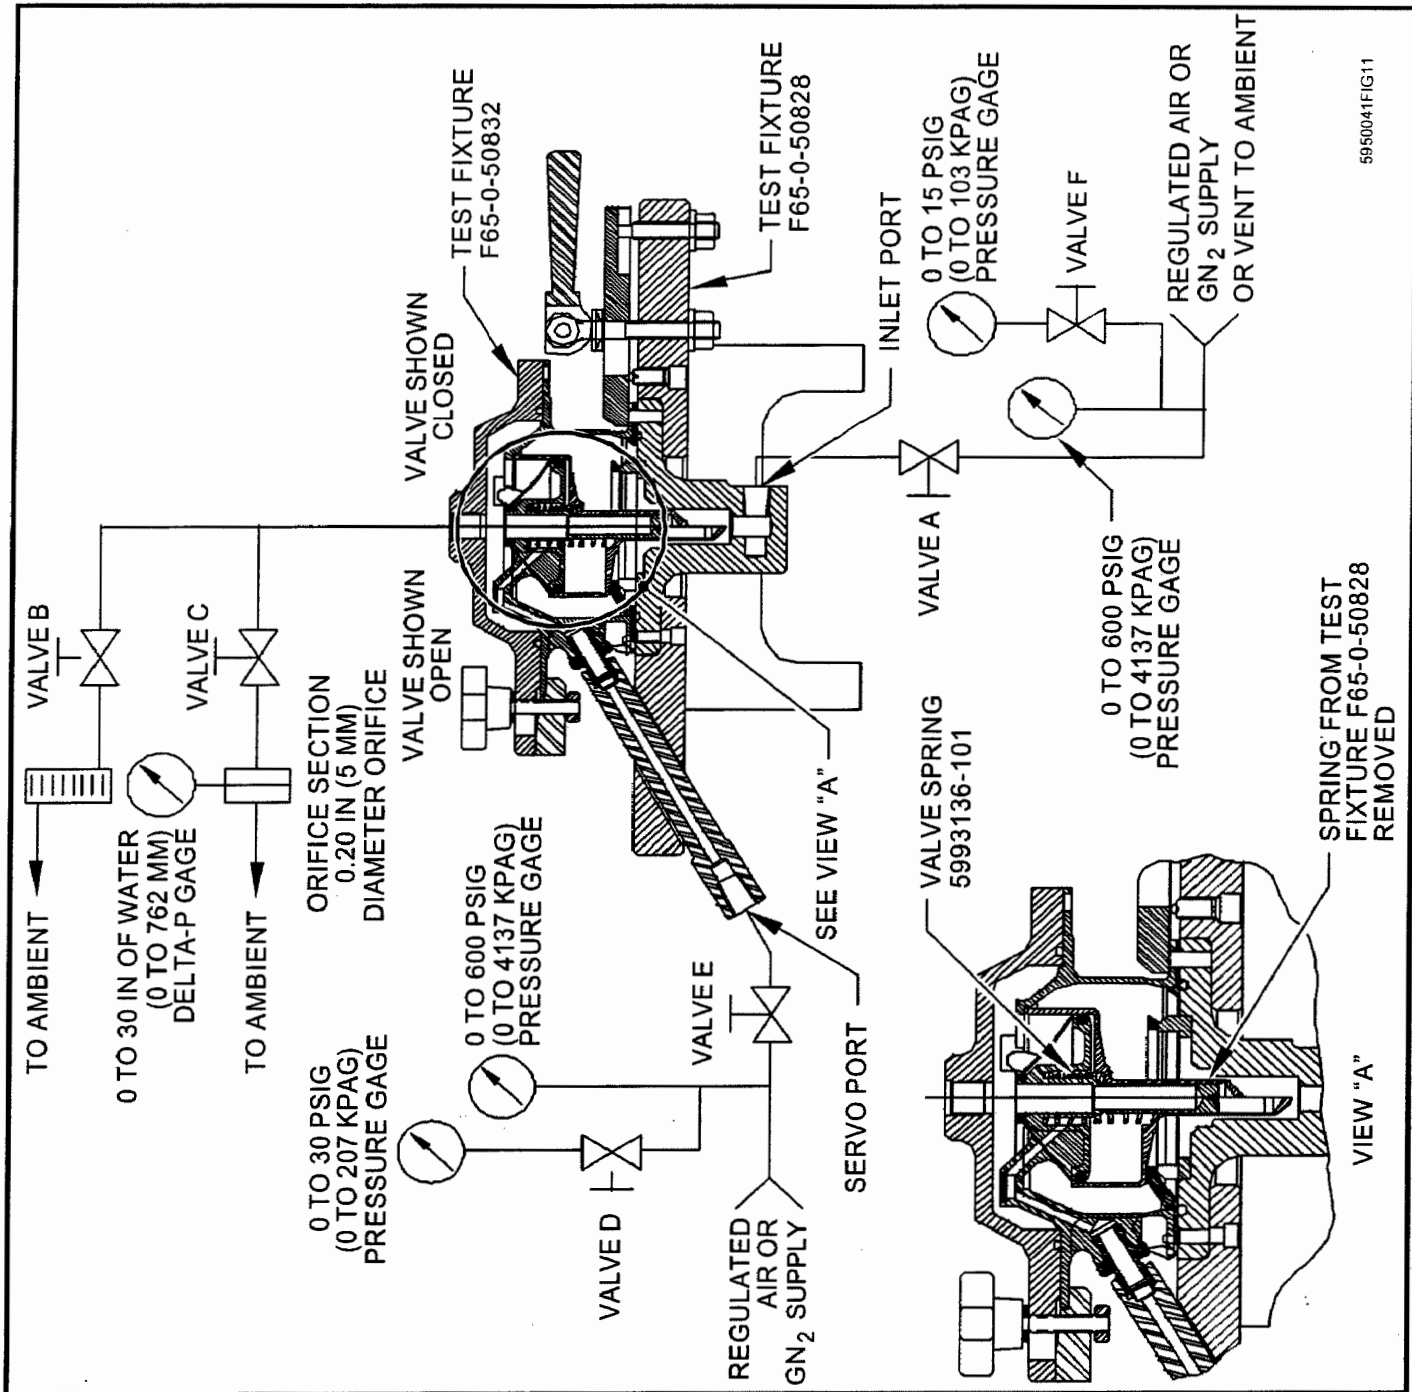 TO AMBIENT
VALVE B
0 TO 30 IN OF WATER
(0 TO 762 MM)
DELTA-P GAGE
VALVE C
TO AMBIENT
ORIFICE SECTION
0.20 IN (5 MM)
DIAMETER ORIFICE
VALVE SHOWN
OPEN
VALVE SHOWN
CLOSED
TEST FIXTURE
F65-0-50832
0 TO 30 PSIG
(0 TO 207 KPAG)
PRESSURE GAGE
0 TO 600 PSIG
(0 TO 4137 KPAG)
PRESSURE GAGE
VALVE D
VALVE E
REGULATED
AIR OR
GN2 SUPPLY
SERVO PORT
SEE VIEW "A"
TEST FIXTURE
F65-0-50828
INLET PORT
VALVE A
0 TO 15 PSIG
(0 TO 103 KPAG)
PRESSURE GAGE
VALVE F
0 TO 600 PSIG
(0 TO 4137 KPAG)
PRESSURE GAGE
REGULATED AIR OR
GN2 SUPPLY
OR VENT TO AMBIENT
VALVE SPRING
5993136-101
SPRING FROM TEST
FIXTURE F65-0-50828
REMOVED
VIEW "A"
5950041FIG11